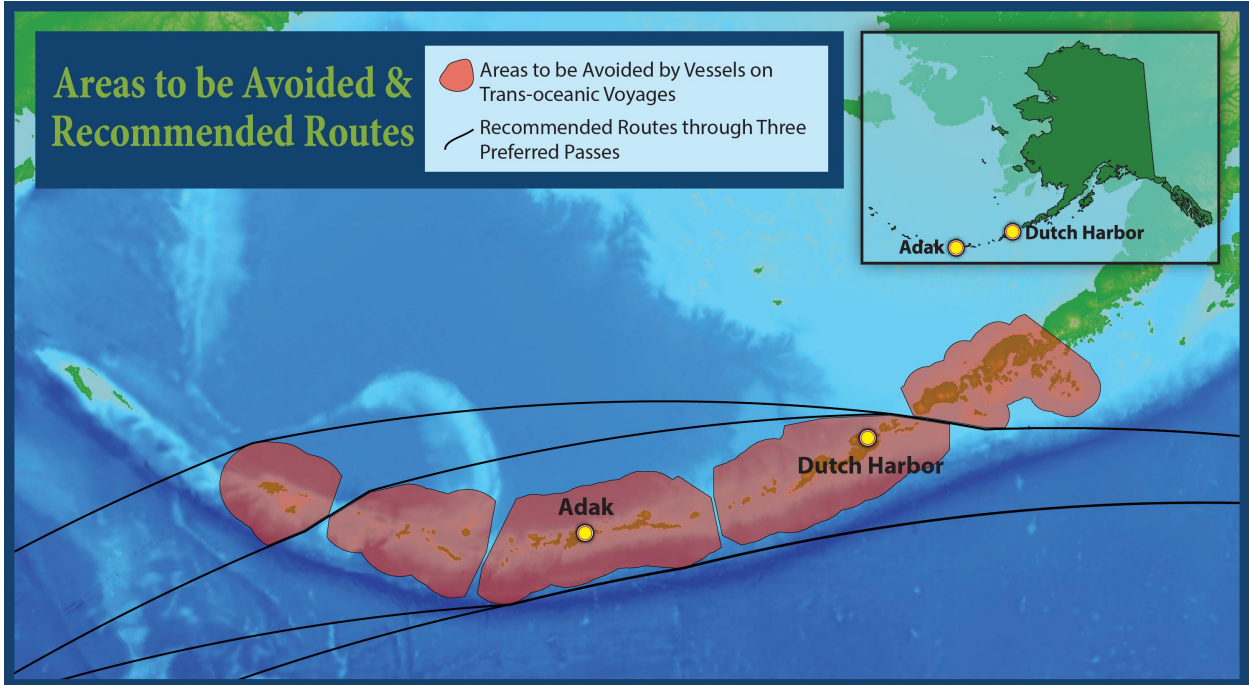 Areas to be Avoided &
Recommended Routes
Areas to be Avoided by Vessels on
Trans-oceanic Voyages
Recommended Routes through Three
Preferred Passes
Adak
Dutch Harbor
Adak
Dutch Harbor